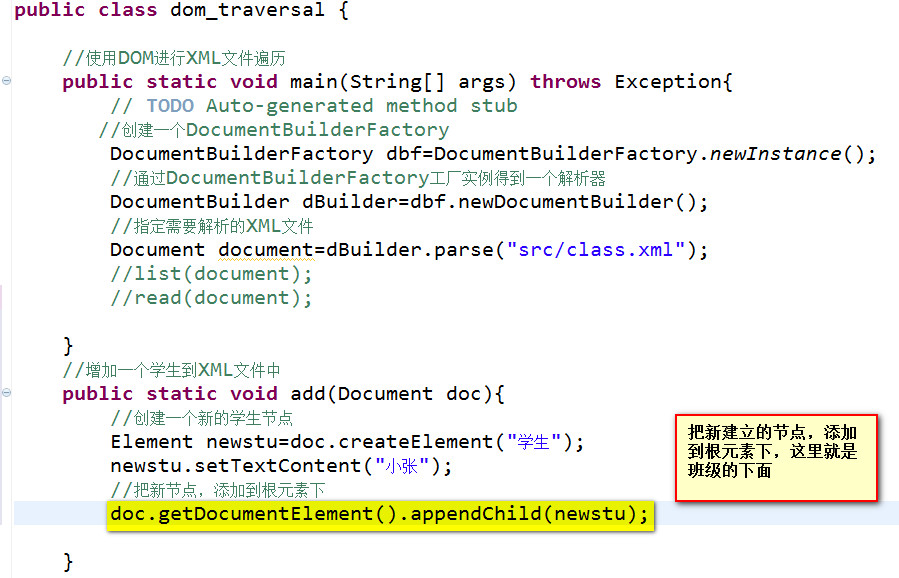 public class dom_traversal {
//使用DOM进行XML文件遍历
public static void main(String[] args) throws Exception{
// TODO Auto-generated method stub
//创建一个DocumentBuilderFactory
DocumentBuilderFactory dbf=DocumentBuilderFactory.newInstance();
//通过DocumentBuilderFactory工厂实例得到一个解析器
DocumentBuilder dBuilder=dbf.newDocumentBuilder();
//指定需要解析的XML文件
Document document=dBuilder.parse("src/class.xml");
//list(document);
//read(document);
}
//增加一个学生到XML文件中
public static void add(Document doc){
//创建一个新的学生节点
Element newstu=doc.createElement("学生");
newstu.setTextContent("小张");
//把新节点，添加到根元素下
doc.getDocumentElement().appendChild(newstu);
}
把新建立的节点，添加
到根元素下，这里就是
班级的下面